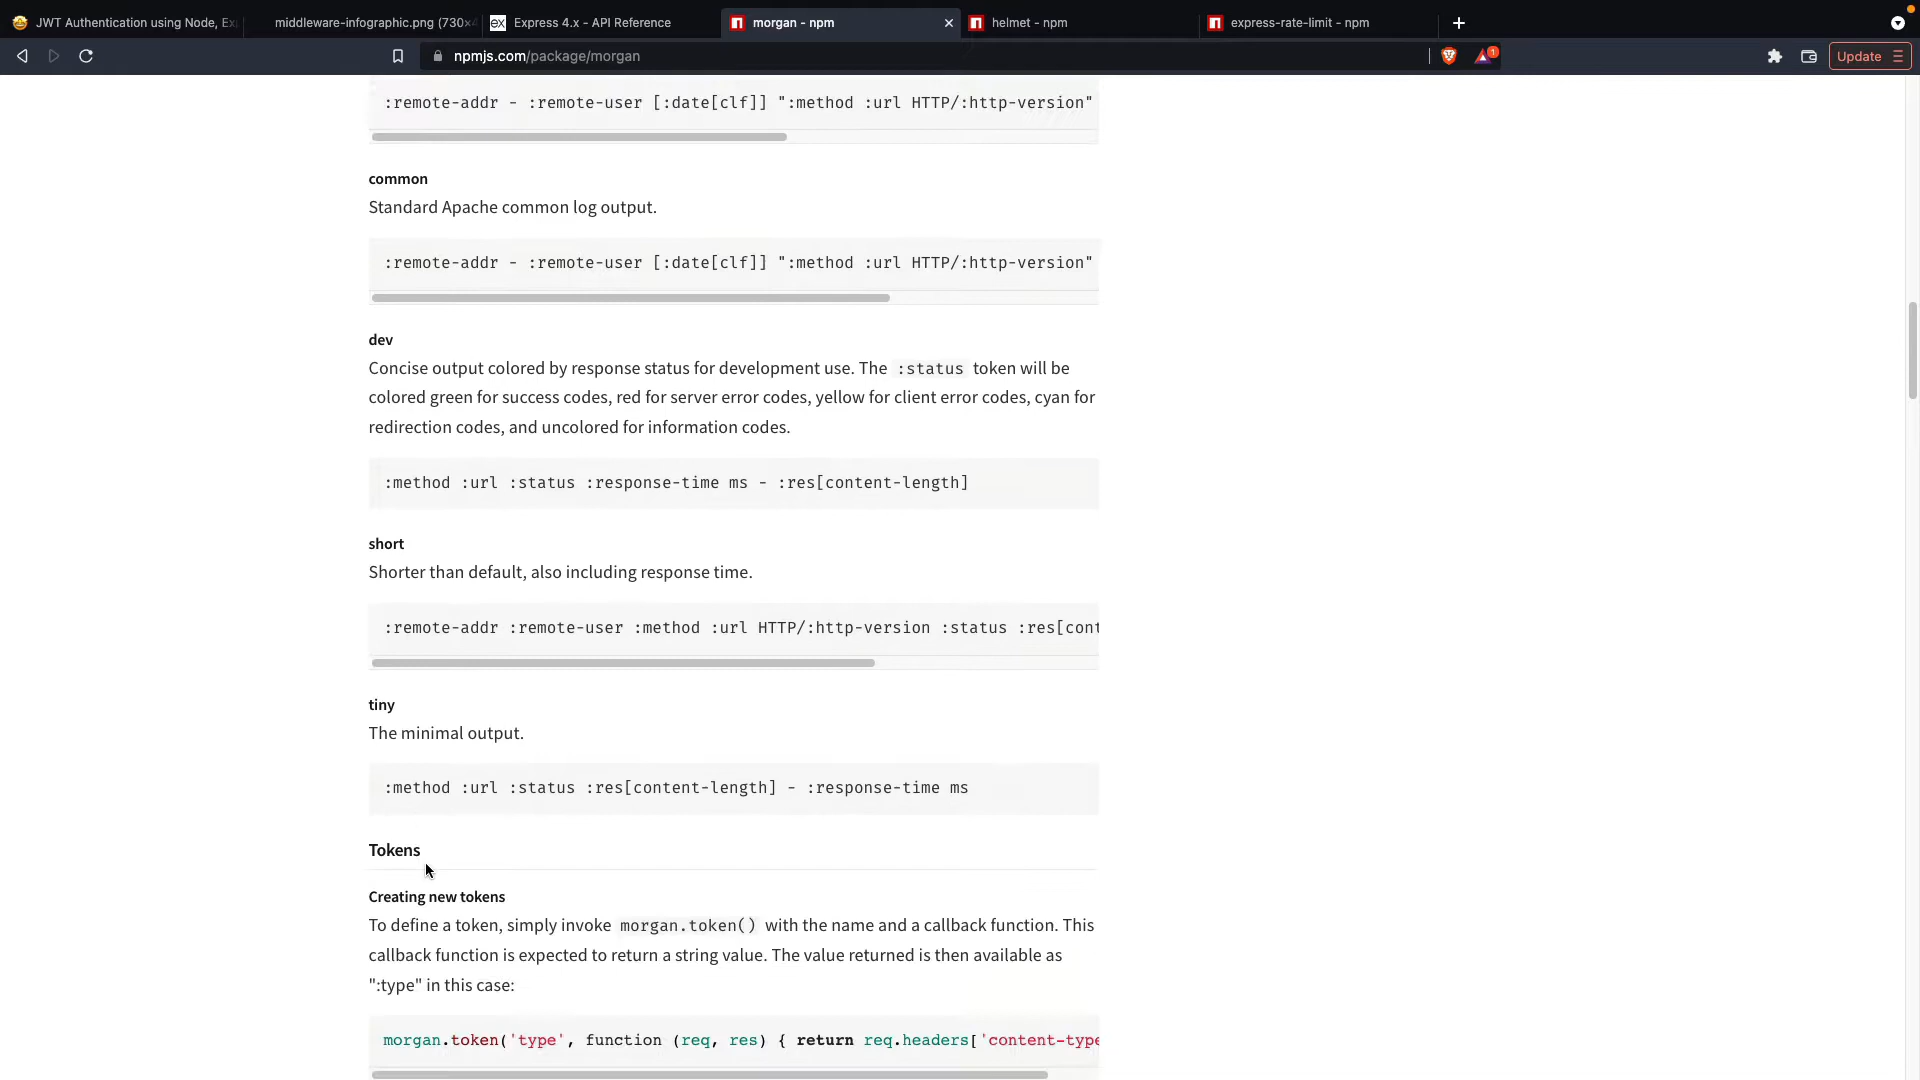 JWT Authentication using Node, Ex
middleware-infographic.png (730×4
ex Express 4.x - API Reference
morgan - npm
helmet - npm
express-rate-limit - npm
npmjs.com/package/morgan
1
Update
:remote-addr - :remote-user [:date[clf]] ":method :url HTTP/:http-version"
common
Standard Apache common log output.
:remote-addr - :remote-user [:date[clf]] ":method :url HTTP/:http-version"
dev
Concise output colored by response status for development use. The :status token will be
colored green for success codes, red for server error codes, yellow for client error codes, cyan for
redirection codes, and uncolored for information codes.
:method :url :status :response-time ms - :res[content-length]
short
Shorter than default, also including response time.
:remote-addr :remote-user :method :url HTTP/:http-version :status :res[cont
tiny
The minimal output.
:method :url :status :res[content-length] - :response-time ms
Tokens
Creating new tokens
To define a token, simply invoke morgan.token() with the name and a callback function. This
callback function is expected to return a string value. The value returned is then available as
":type" in this case:
morgan.token('type', function (req, res) { return req.headers['content-type